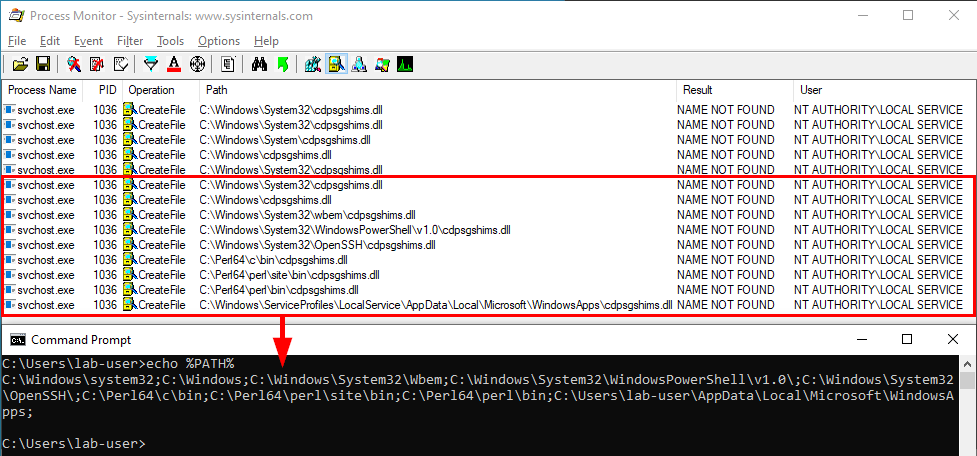 Process Monitor - Sysinternals: www.sysinternals.com
File Edit Event Filter Tools Options Help
Process Name PID Operation Path Result User
svchost.exe 1036 CreateFile C:\Windows\System32\cdpsgshims.dll NAME NOT FOUND NT AUTHORITY\LOCAL SERVICE
svchost.exe 1036 CreateFile C:\Windows\System32\cdpsgshims.dll NAME NOT FOUND NT AUTHORITY\LOCAL SERVICE
svchost.exe 1036 CreateFile C:\Windows\System\cdpsgshims.dll NAME NOT FOUND NT AUTHORITY\LOCAL SERVICE
svchost.exe 1036 CreateFile C:\Windows\cdpsgshims.dll NAME NOT FOUND NT AUTHORITY\LOCAL SERVICE
svchost.exe 1036 CreateFile C:\Windows\System32\cdpsgshims.dll NAME NOT FOUND NT AUTHORITY\LOCAL SERVICE
svchost.exe 1036 CreateFile C:\Windows\System32\cdpsgshims.dll NAME NOT FOUND NT AUTHORITY\LOCAL SERVICE
svchost.exe 1036 CreateFile C:\Windows\cdpsgshims.dll NAME NOT FOUND NT AUTHORITY\LOCAL SERVICE
svchost.exe 1036 CreateFile C:\Windows\System32\wbem\cdpsgshims.dll NAME NOT FOUND NT AUTHORITY\LOCAL SERVICE
svchost.exe 1036 CreateFile C:\Windows\System32\WindowsPowerShell\v1.0\cdpsgshims.dll NAME NOT FOUND NT AUTHORITY\LOCAL SERVICE
svchost.exe 1036 CreateFile C:\Windows\System32\OpenSSH\cdpsgshims.dll NAME NOT FOUND NT AUTHORITY\LOCAL SERVICE
svchost.exe 1036 CreateFile C:\Perl64\c\bin\cdpsgshims.dll NAME NOT FOUND NT AUTHORITY\LOCAL SERVICE
svchost.exe 1036 CreateFile C:\Perl64\perl\site\bin\cdpsgshims.dll NAME NOT FOUND NT AUTHORITY\LOCAL SERVICE
svchost.exe 1036 CreateFile C:\Perl64\perl\bin\cdpsgshims.dll NAME NOT FOUND NT AUTHORITY\LOCAL SERVICE
svchost.exe 1036 CreateFile C:\Windows\ServiceProfiles\LocalService\AppData\Local\Microsoft\WindowsApps\cdpsgshims.dll NAME NOT FOUND NT AUTHORITY\LOCAL SERVICE
Command Prompt
C:\Users\lab-user>echo %PATH%
C:\Windows\system32;C:\Windows;C:\Windows\System32\Wbem;C:\Windows\System32\WindowsPowerShell\v1.0\;C:\Windows\System32
\OpenSSH\;C:\Perl64\c\bin;C:\Perl64\perl\site\bin;C:\Perl64\perl\bin;C:\Users\lab-user\AppData\Local\Microsoft\WindowsA
pps;
C:\Users\lab-user>